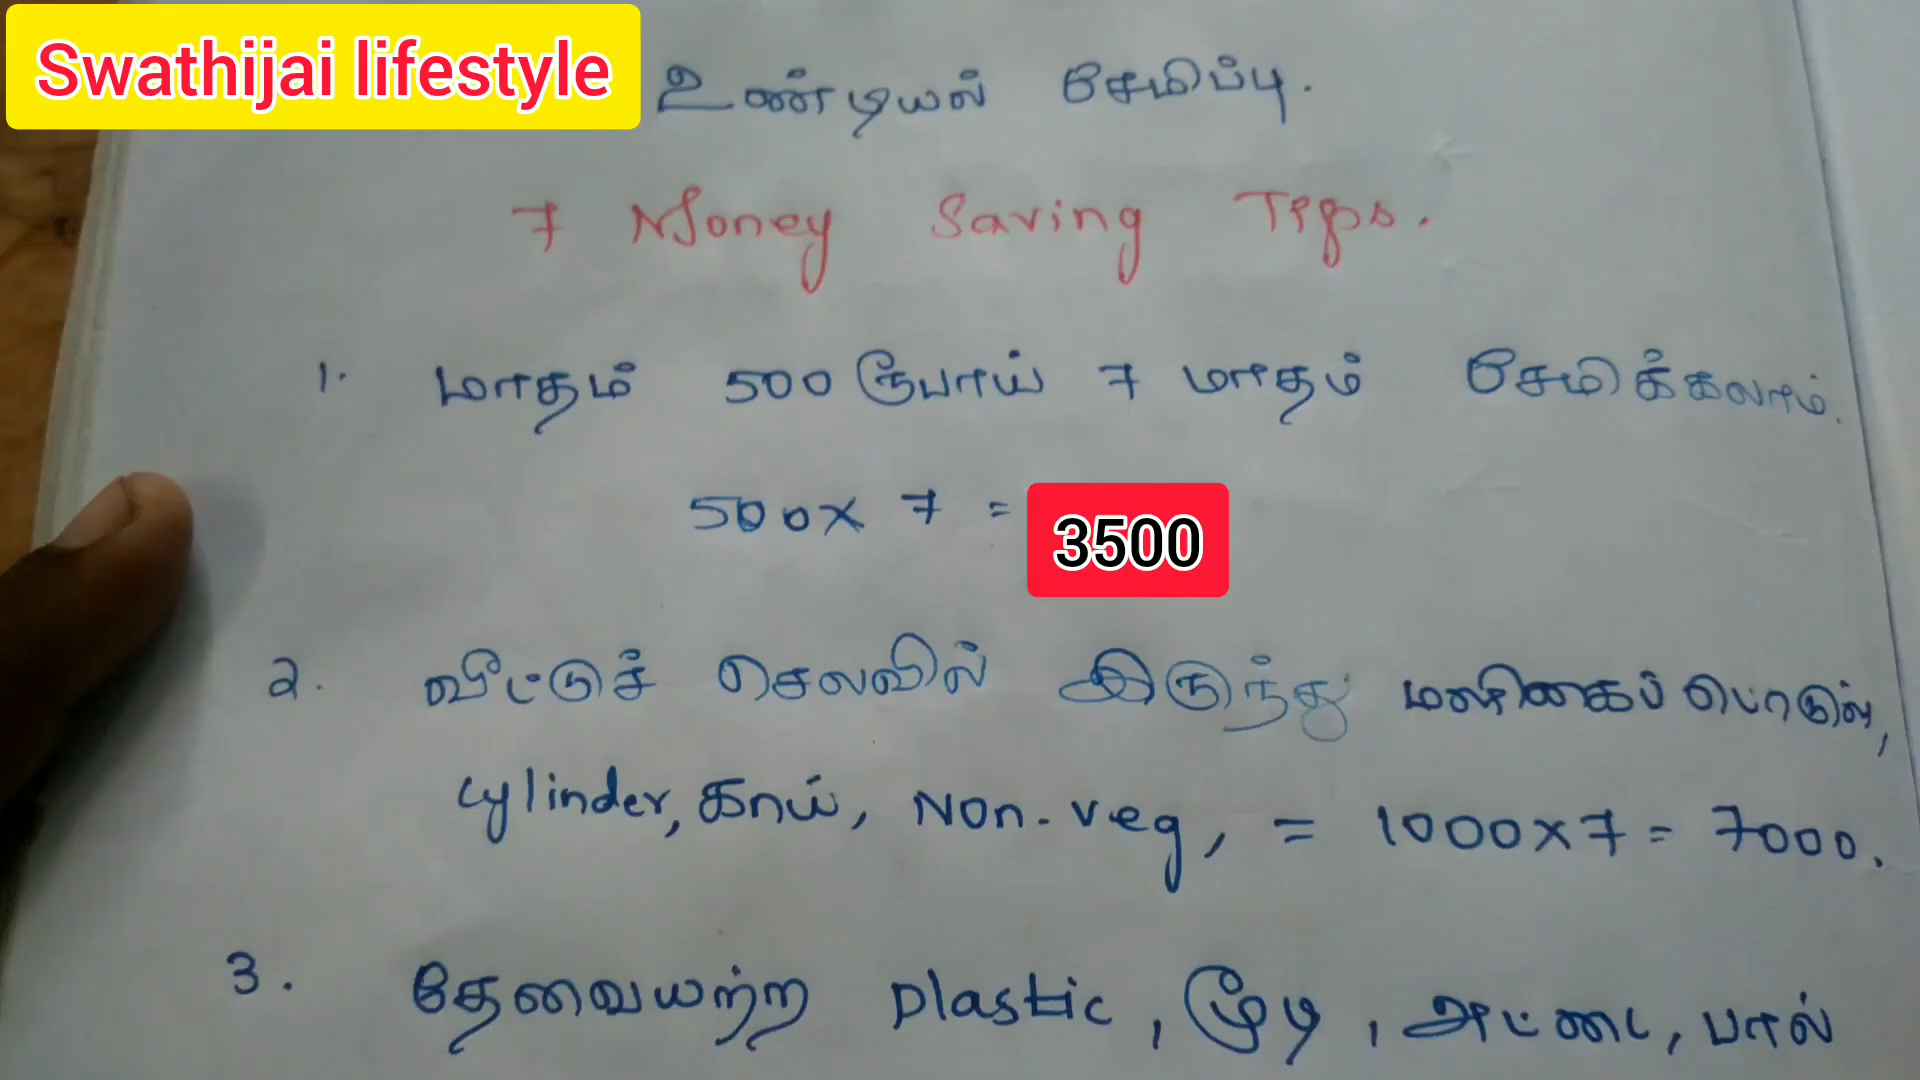 Swathijai lifestyle
உண்டியல் சேமிப்பு.
7 Money Saving Tips.
1. மாதம் 500 ரூபாய் 7 மாதம் சேமிக்கலாம்.
500x 7 = 3500
2. வீட்டுச் செலவில் இருந்து மளிகைப் பொருள்,
cylinder, காய், Non-veg, = 1000x7 = 7000.
3. தேவையற்ற plastic, மூடி, அட்டை, பால்